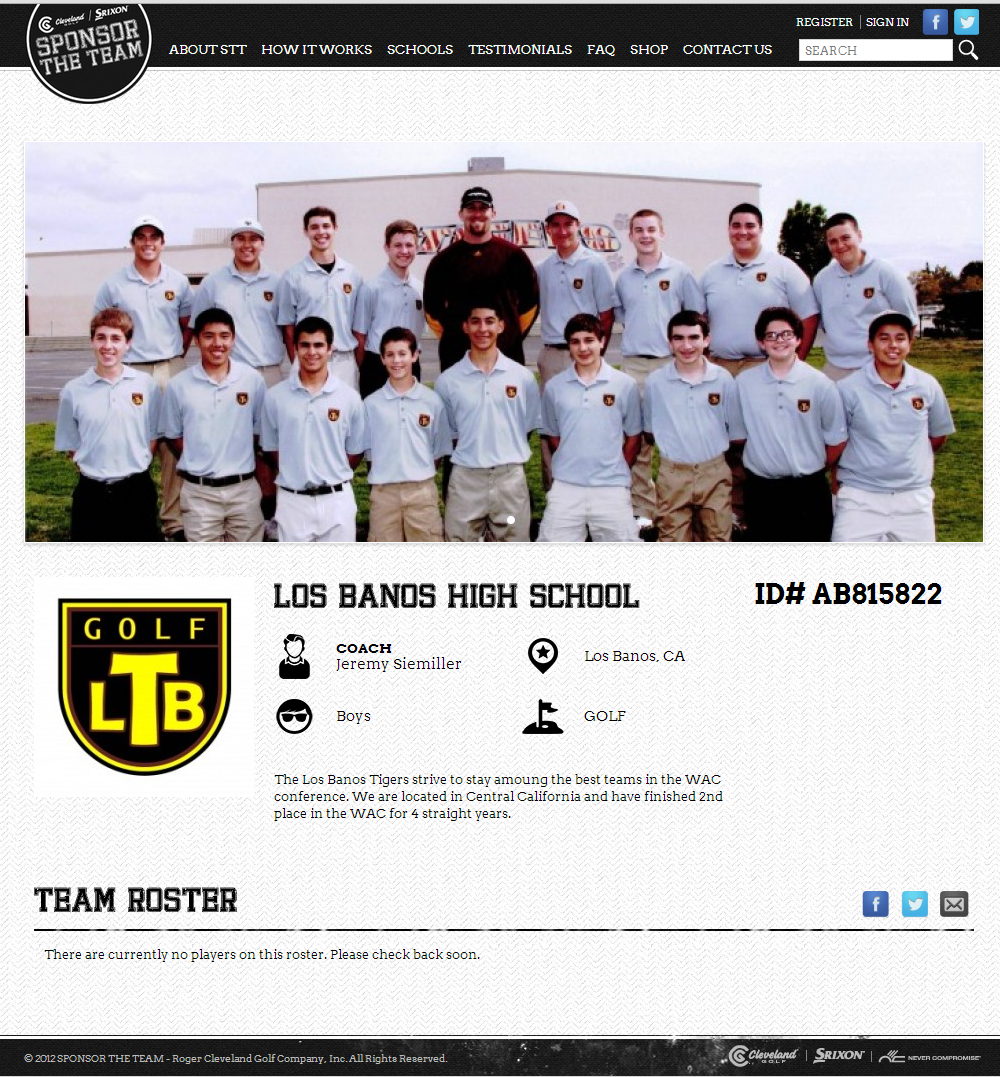 Cleveland GOLF | SRIXON
SPONSOR
THE TEAM
REGISTER | SIGN IN
ABOUT STT HOW IT WORKS SCHOOLS TESTIMONIALS FAQ SHOP CONTACT US
SEARCH
LOS BANOS HIGH SCHOOL
ID# AB815822
GOLF
LTB
COACH
Jeremy Siemiller
Los Banos, CA
Boys
GOLF
The Los Banos Tigers strive to stay amoung the best teams in the WAC
conference. We are located in Central California and have finished 2nd
place in the WAC for 4 straight years.
TEAM ROSTER
There are currently no players on this roster. Please check back soon.
© 2012 SPONSOR THE TEAM - Roger Cleveland Golf Company, Inc. All Rights Reserved.
Cleveland GOLF | SRIXON | NEVER COMPROMISE